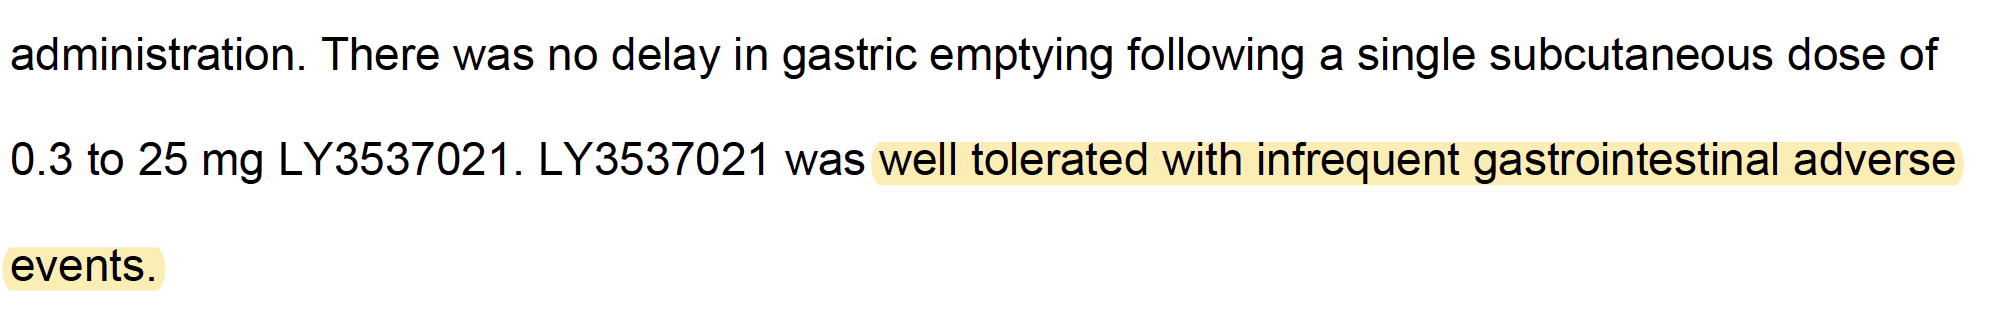 administration. There was no delay in gastric emptying following a single subcutaneous dose of
0.3 to 25 mg LY3537021. LY3537021 was well tolerated with infrequent gastrointestinal adverse
events.